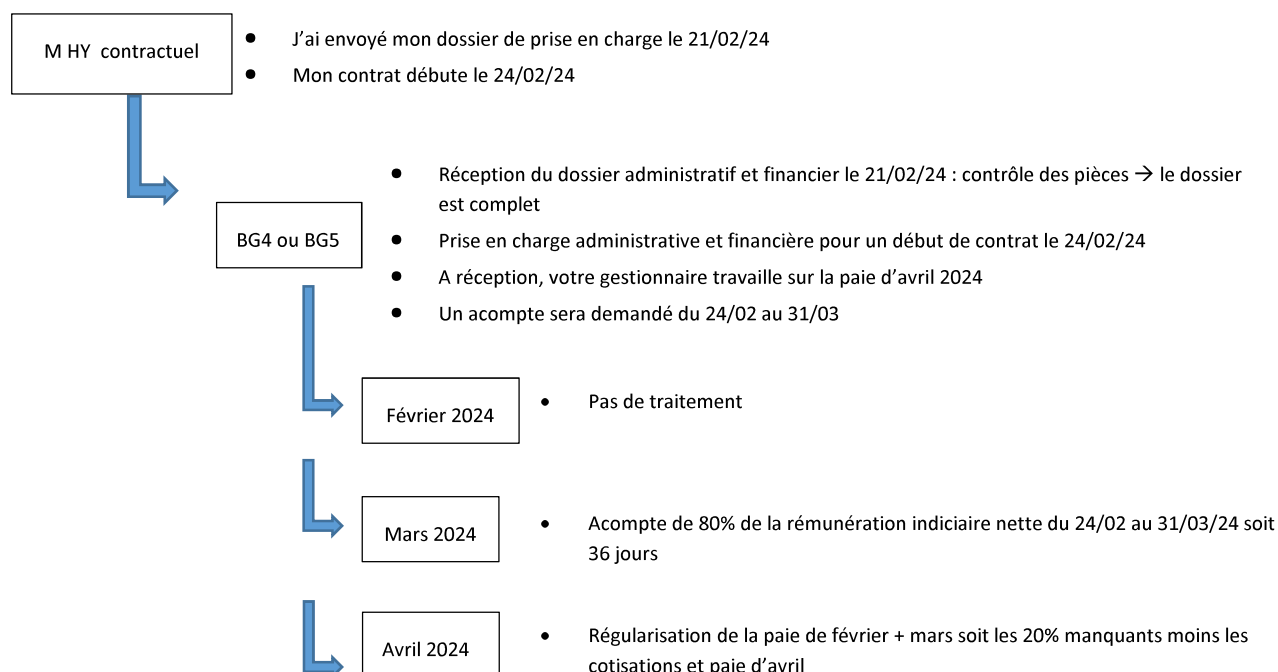 M HY contractuel
• J’ai envoyé mon dossier de prise en charge le 21/02/24
• Mon contrat débute le 24/02/24
BG4 ou BG5
• Réception du dossier administratif et financier le 21/02/24 : contrôle des pièces → le dossier
est complet
• Prise en charge administrative et financière pour un début de contrat le 24/02/24
• A réception, votre gestionnaire travaille sur la paie d’avril 2024
• Un acompte sera demandé du 24/02 au 31/03
Février 2024
• Pas de traitement
Mars 2024
• Acompte de 80% de la rémunération indiciaire nette du 24/02 au 31/03/24 soit
36 jours
Avril 2024
• Régularisation de la paie de février + mars soit les 20% manquants moins les
cotisations et paie d’avril